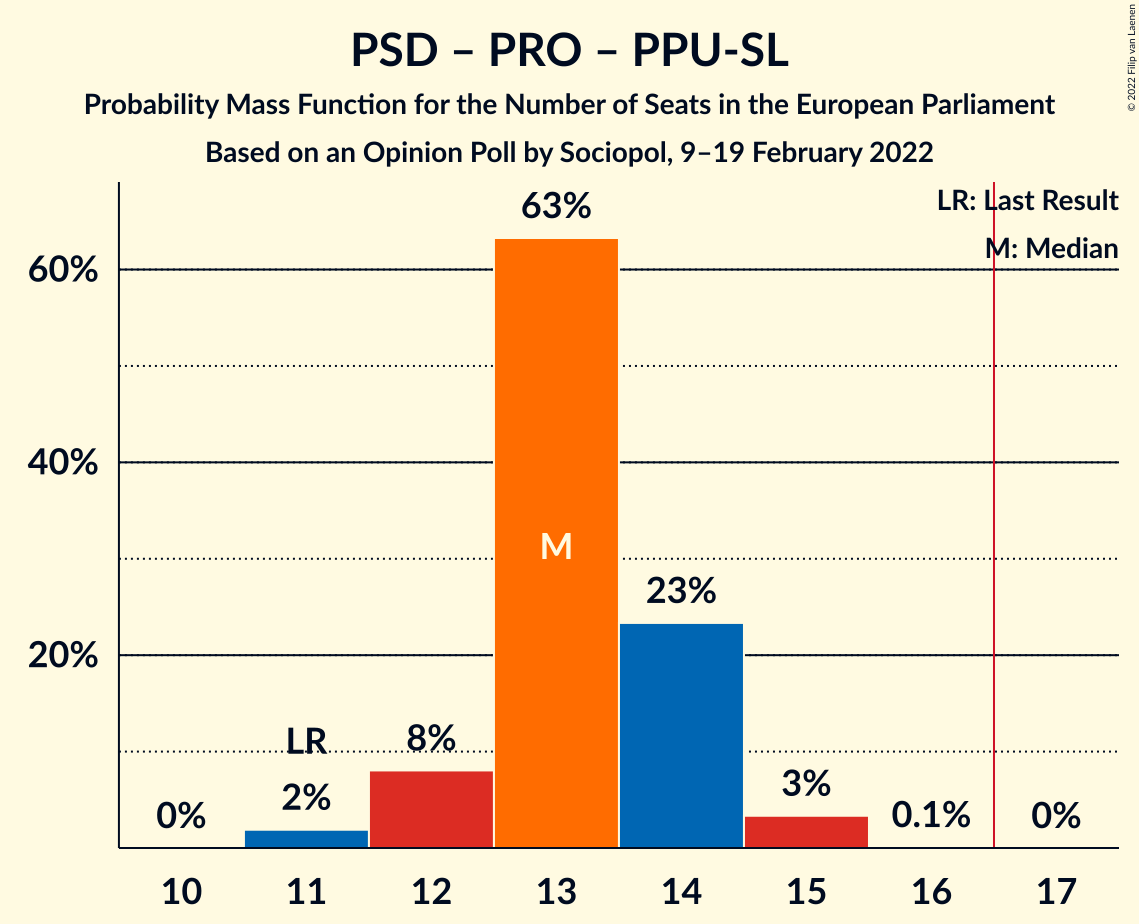 PSD – PRO – PPU-SL
Probability Mass Function for the Number of Seats in the European Parliament
Based on an Opinion Poll by Sociopol, 9–19 February 2022
© 2022 Filip van Laenen
LR: Last Result
M: Median
63%
60%
40%
M
23%
20%
LR
8%
2%
3%
0%
0.1%
0%
10 11 12 13 14 15 16 17